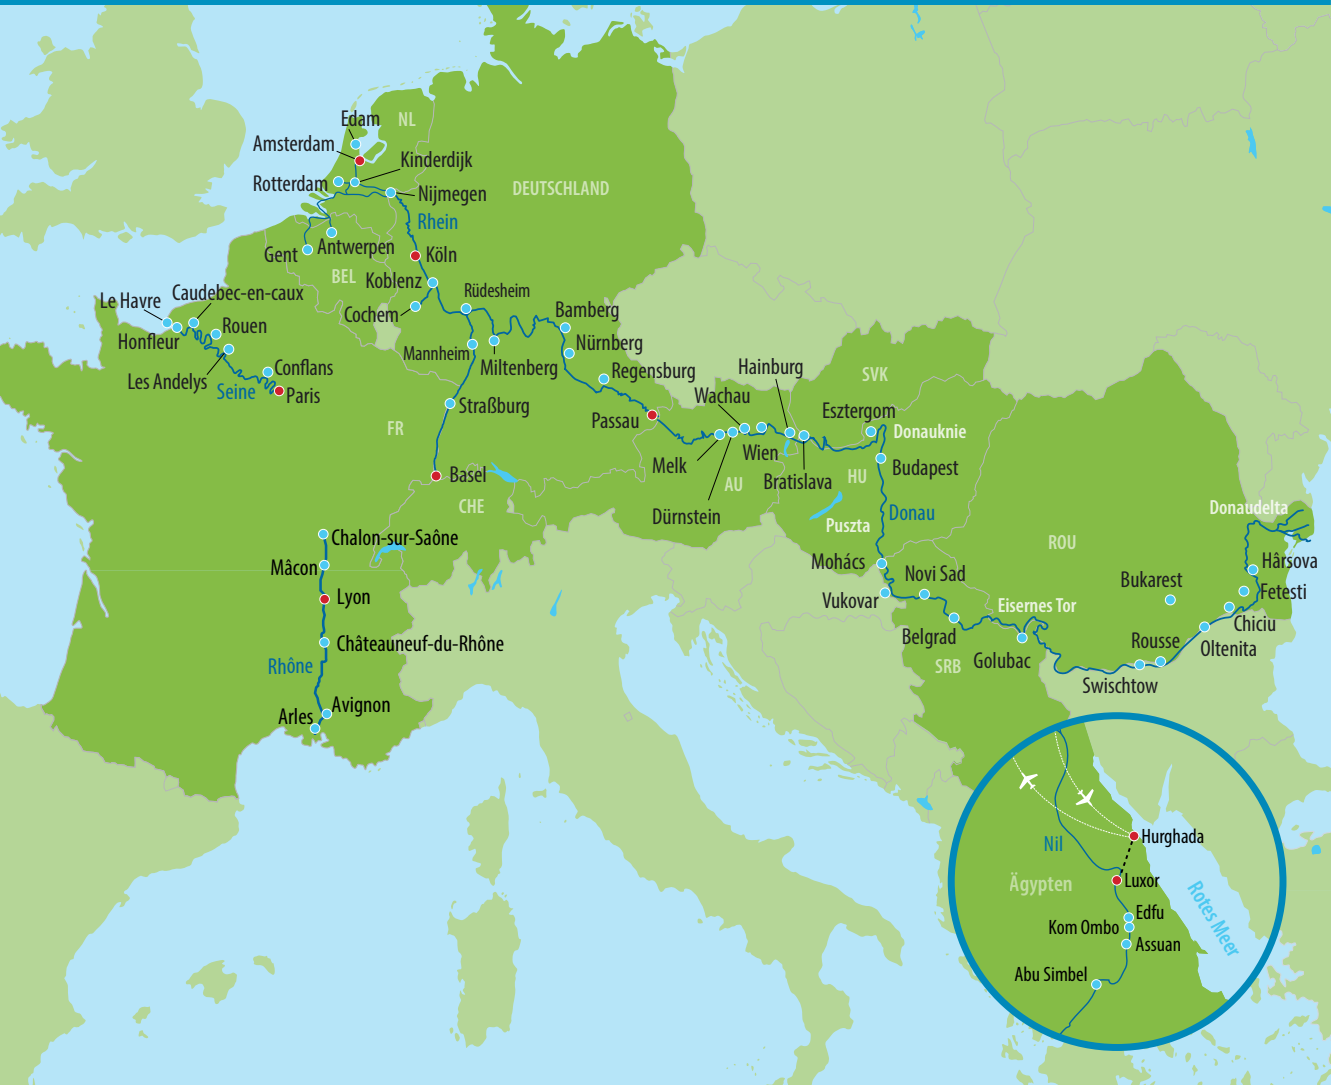 Edam
NL
Amsterdam
Kinderdijk
Rotterdam
Nijmegen
DEUTSCHLAND
Rhein
Gent
Antwerpen
Köln
BEL
Koblenz
Rüdesheim
Le Havre
Caudebec-en-caux
Cochem
Bamberg
Honfleur
Rouen
Mannheim
Nürnberg
Miltenberg
Les Andelys
Conflans
Seine
Paris
Regensburg
Hainburg
SVK
Wachau
Straßburg
Passau
Esztergom
Donauknie
FR
Melk
Wien
Bratislava
Budapest
Basel
AU
HU
CHE
Dürnstein
Puszta
Donau
Donaudelta
Chalon-sur-Saône
ROU
Mâcon
Mohács
Novi Sad
Bukarest
Hârsova
Lyon
Vukovar
Eisernes Tor
Fetesti
Chiciu
Châteauneuf-du-Rhône
Belgrad
Rousse
Oltenita
Rhône
SRB
Golubac
Swischtow
Avignon
Arles
Hurghada
Nil
Ägypten
Luxor
Rotes Meer
Edfu
Kom Ombo
Assuan
Abu Simbel